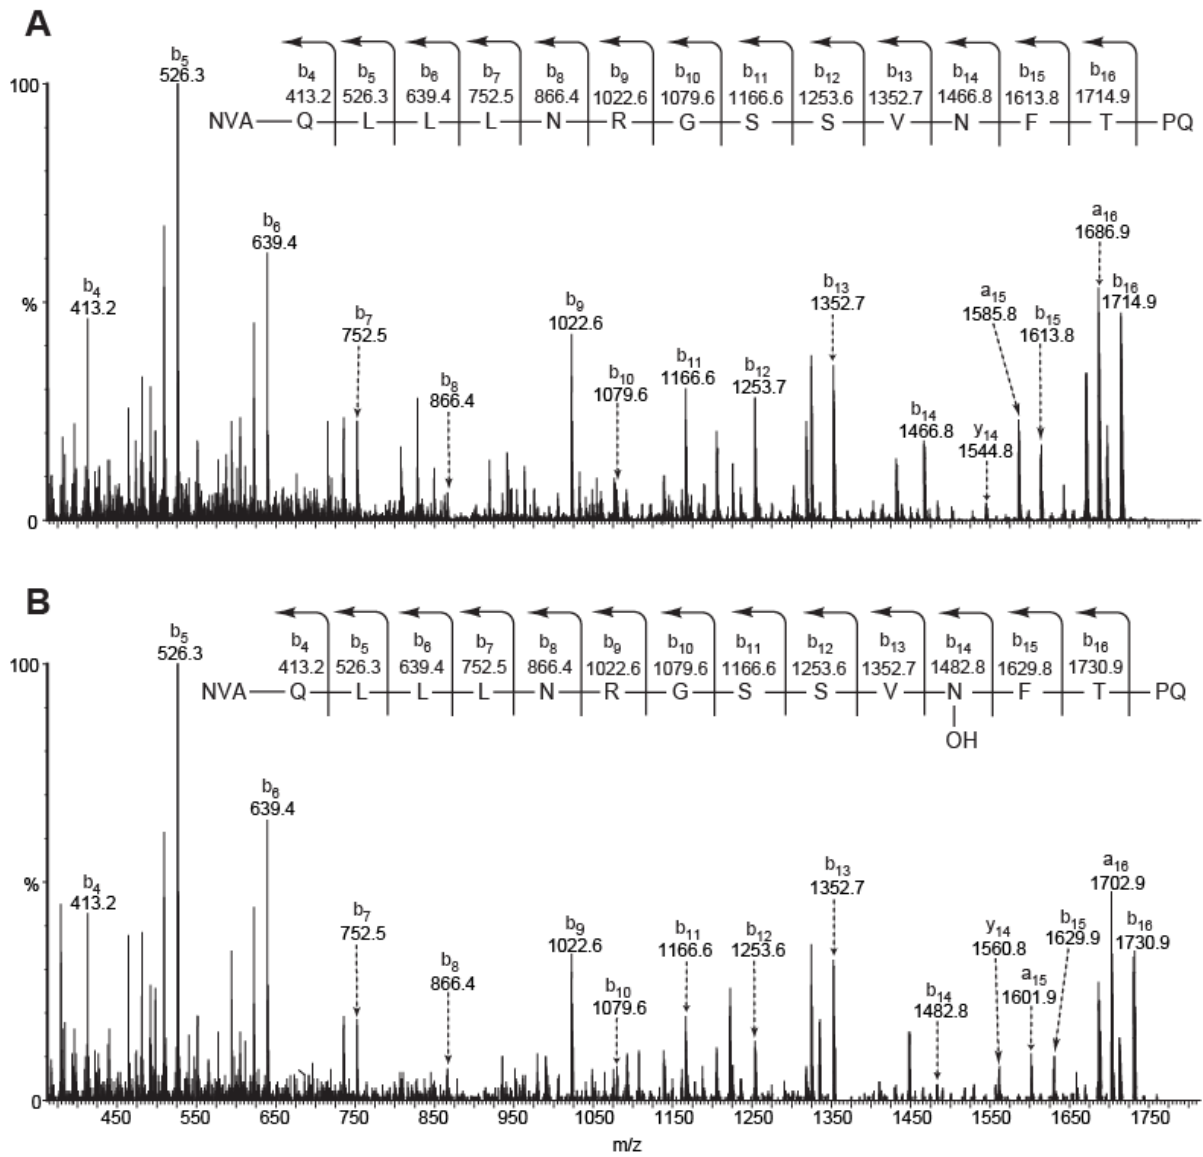 A
b4 b5 b6 b7 b8 b9 b10 b11 b12 b13 b14 b15 b16
413.2 526.3 639.4 752.5 866.4 1022.6 1079.6 1166.6 1253.6 1352.7 1466.8 1613.8 1714.9
NVA Q L L L N R G S S V N F T PQ
100
%
0
b4
413.2
b5
526.3
b6
639.4
b7
752.5
b8
866.4
b9
1022.6
b10
1079.6
b11
1166.6
b12
1253.7
b13
1352.7
b14
1466.8
y14
1544.8
a15
1585.8
b15
1613.8
a16
1686.9
b16
1714.9
B
b4 b5 b6 b7 b8 b9 b10 b11 b12 b13 b14 b15 b16
413.2 526.3 639.4 752.5 866.4 1022.6 1079.6 1166.6 1253.6 1352.7 1482.8 1629.8 1730.9
NVA Q L L L N R G S S V N F T PQ
OH
100
%
0
b4
413.2
b5
526.3
b6
639.4
b7
752.5
b8
866.4
b9
1022.6
b10
1079.6
b11
1166.6
b12
1253.6
b13
1352.7
b14
1482.8
y14
1560.8
a15
1601.9
b15
1629.9
a16
1702.9
b16
1730.9
450 550 650 750 850 950 1050 1150 1250 1350 1450 1550 1650 1750
m/z